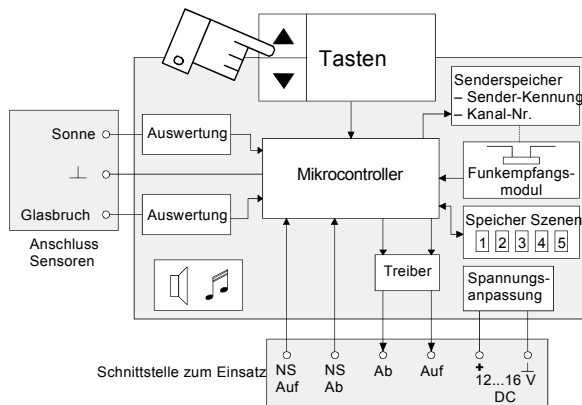 Tasten
Senderspeicher
– Sender-Kennung
– Kanal-Nr.
Sonne
Auswertung
Mikrocontroller
Funkempfangs-
modul
Glasbruch
Auswertung
Anschluss
Sensoren
Speicher Szenen
1 2 3 4 5
Treiber
Spannungs-
anpassung
Schnittstelle zum Einsatz
NS
Auf
NS
Ab
Ab
Auf
+
12...16 V
DC